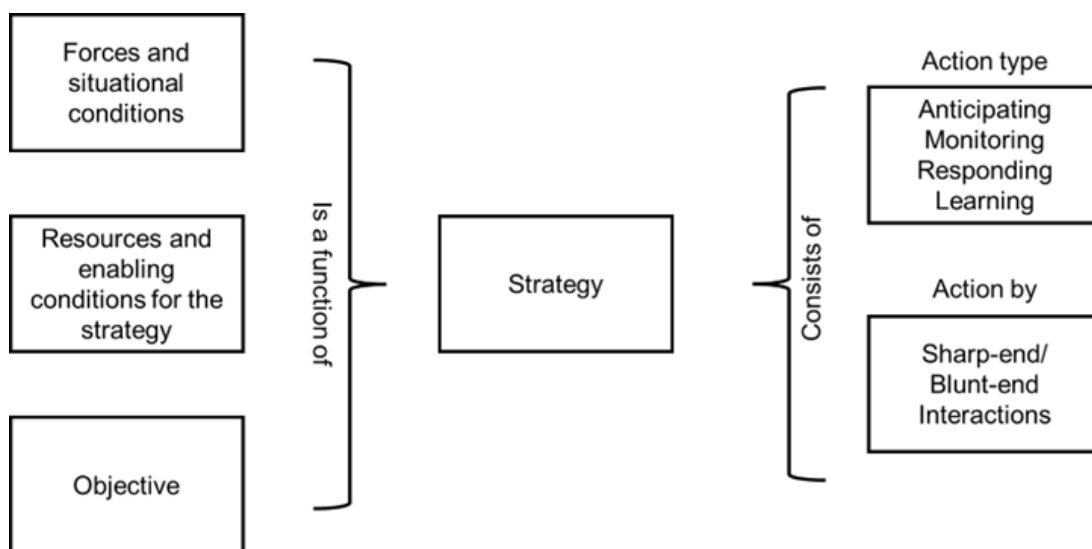 Forces and
situational
conditions
Resources and
enabling
conditions for the
strategy
Objective
Is a function of
Strategy
Consists of
Action type
Anticipating
Monitoring
Responding
Learning
Action by
Sharp-end/
Blunt-end
Interactions